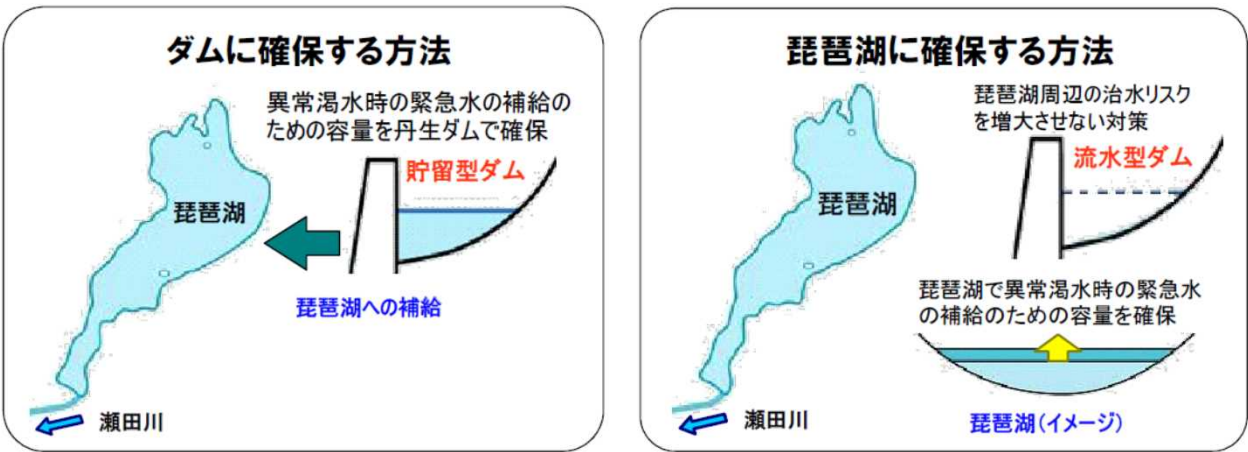 ダムに確保する方法
異常渇水時の緊急水の補給の
ための容量を丹生ダムで確保
貯留型ダム
琵琶湖
琵琶湖への補給
瀬田川
琵琶湖に確保する方法
琵琶湖周辺の治水リスク
を増大させない対策
流水型ダム
琵琶湖
琵琶湖で異常渇水時の緊急水
の補給のための容量を確保
琵琶湖(イメージ)
瀬田川